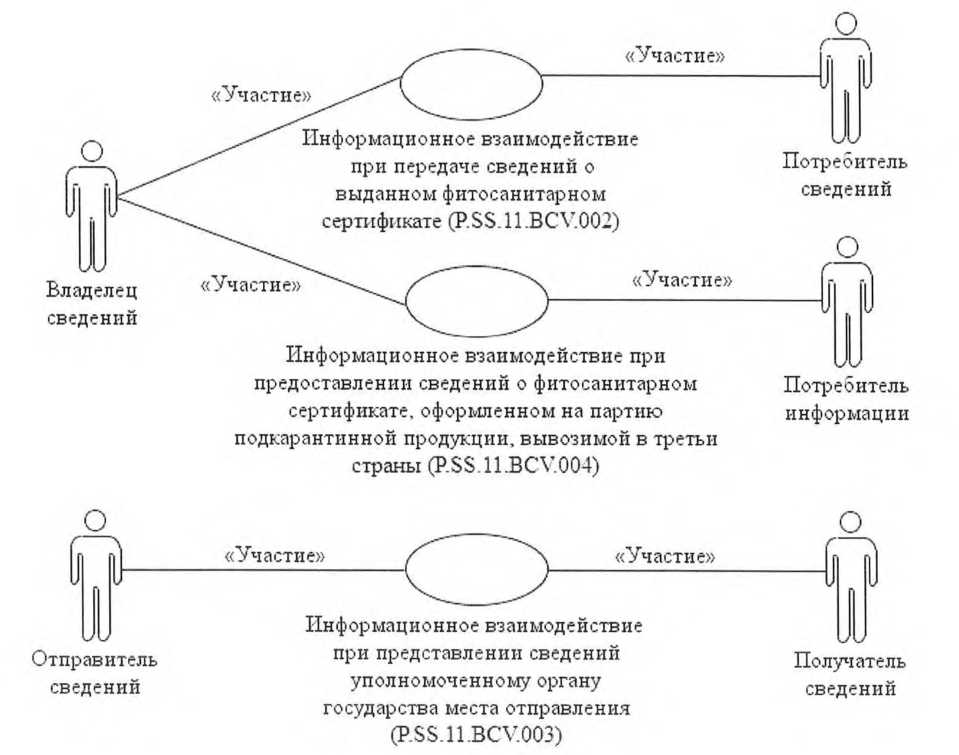 «Участие»
«Участие»
Информационное взаимодействие
при передаче сведений о
выданном фитосанитарном
сертификате (P.SS.11.BCV.002)
Потребитель
сведений
Владелец
сведений
«Участие»
«Участие»
Информационное взаимодействие при
предоставлении сведений о фитосанитарном
сертификате, оформленном на партию
подкарантинной продукции, вывозимой в третьи
страны (P.SS.11.BCV.004)
Потребитель
информации
«Участие»
«Участие»
Информационное взаимодействие
при представлении сведений
уполномоченному органу
государства места отправления
(P.SS.11.BCV.003)
Отправитель
сведений
Получатель
сведений